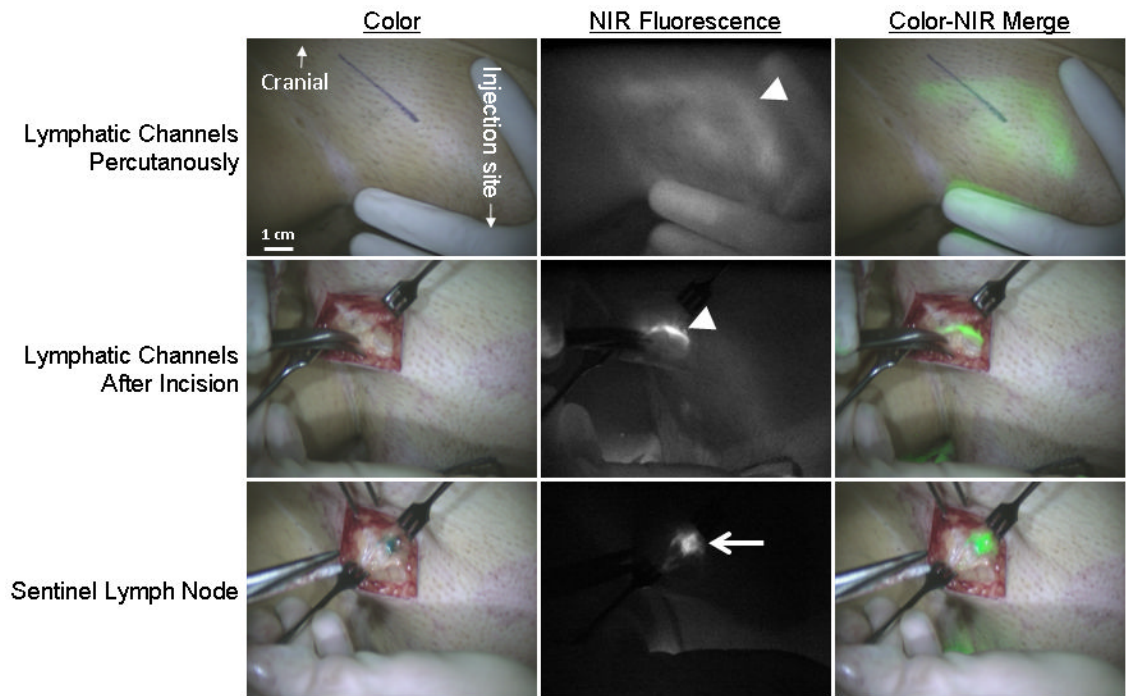 Color
NIR Fluorescence
Color-NIR Merge
Lymphatic Channels
Percutanously
Cranial
Injection site
1 cm
Lymphatic Channels
After Incision
Sentinel Lymph Node